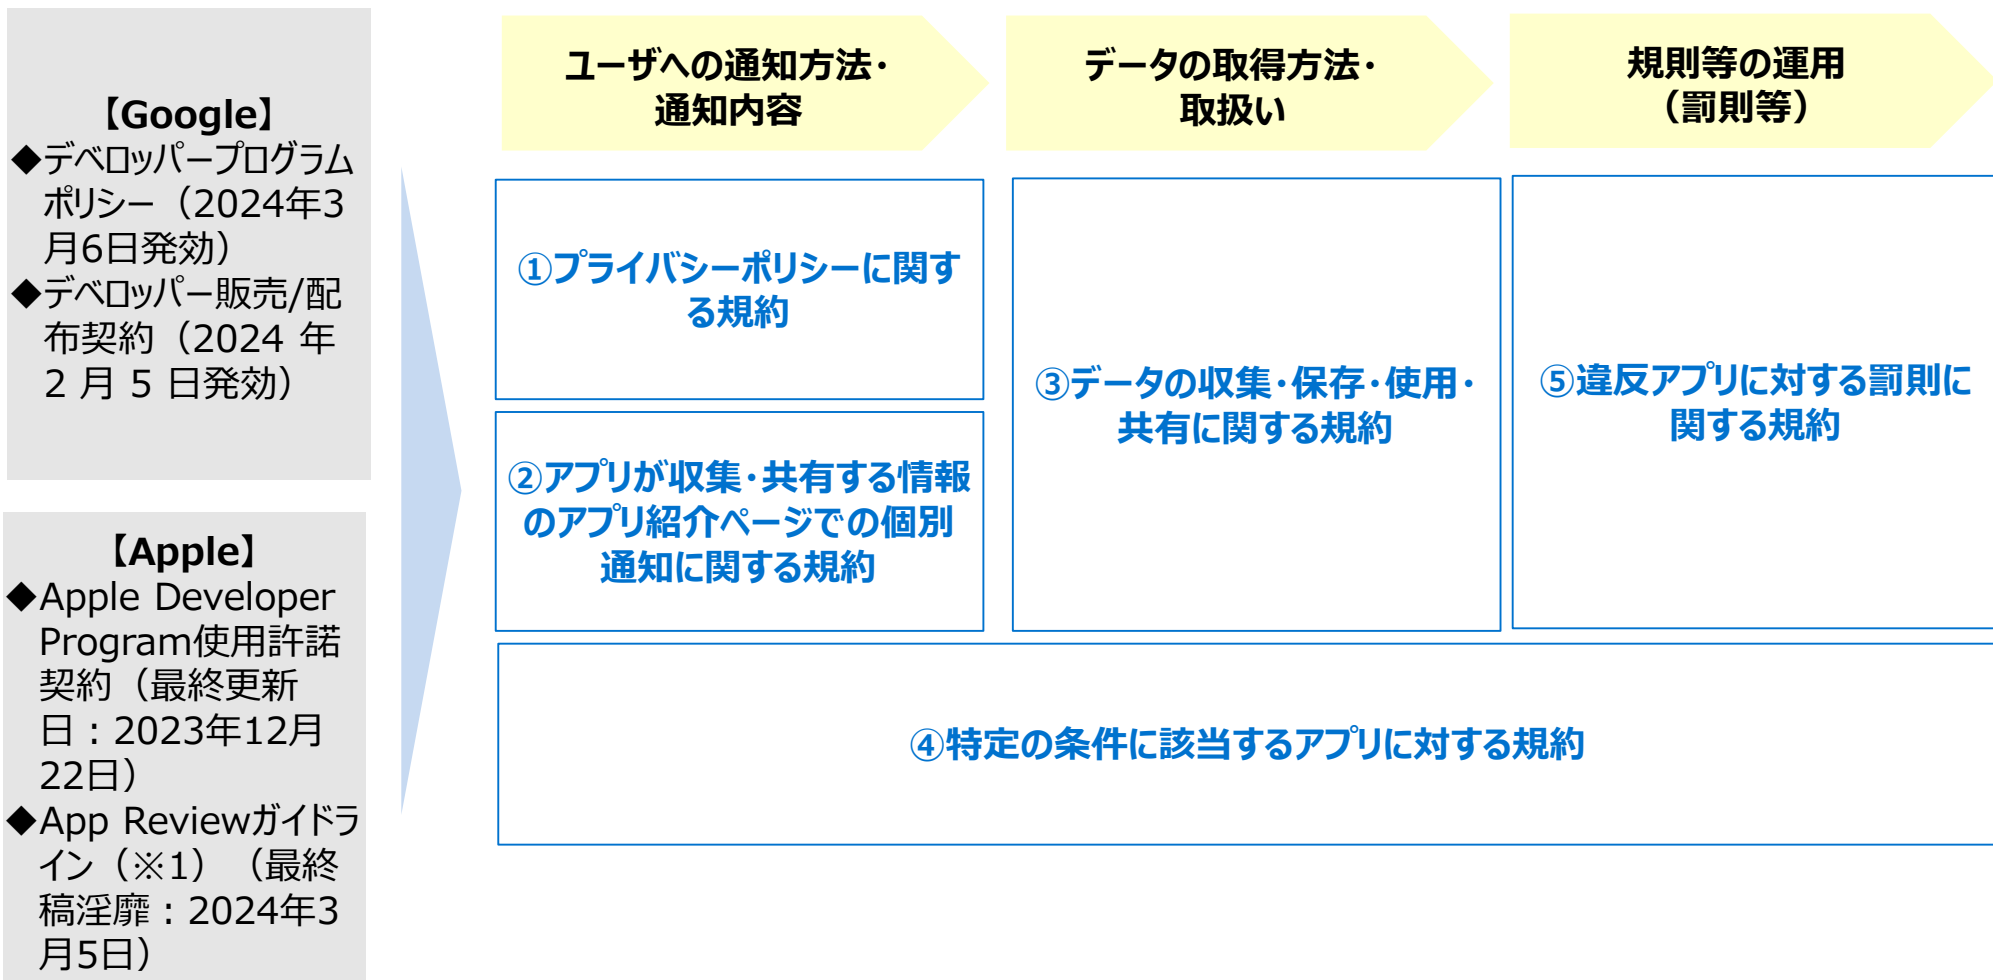 【Google】
◆デベロッパープログラム
ポリシー（2024年3
月6日発効）
◆デベロッパー販売/配
布契約（2024 年
2 月 5 日発効）
【Apple】
◆Apple Developer
Program使用許諾
契約（最終更新
日：2023年12月
22日）
◆App Reviewガイドラ
イン（※1）（最終
稿淫靡：2024年3
月5日）
ユーザへの通知方法・
通知内容
データの取得方法・
取扱い
規則等の運用
（罰則等）
①プライバシーポリシーに関す
る規約
②アプリが収集・共有する情報
のアプリ紹介ページでの個別
通知に関する規約
③データの収集・保存・使用・
共有に関する規約
⑤違反アプリに対する罰則に
関する規約
④特定の条件に該当するアプリに対する規約